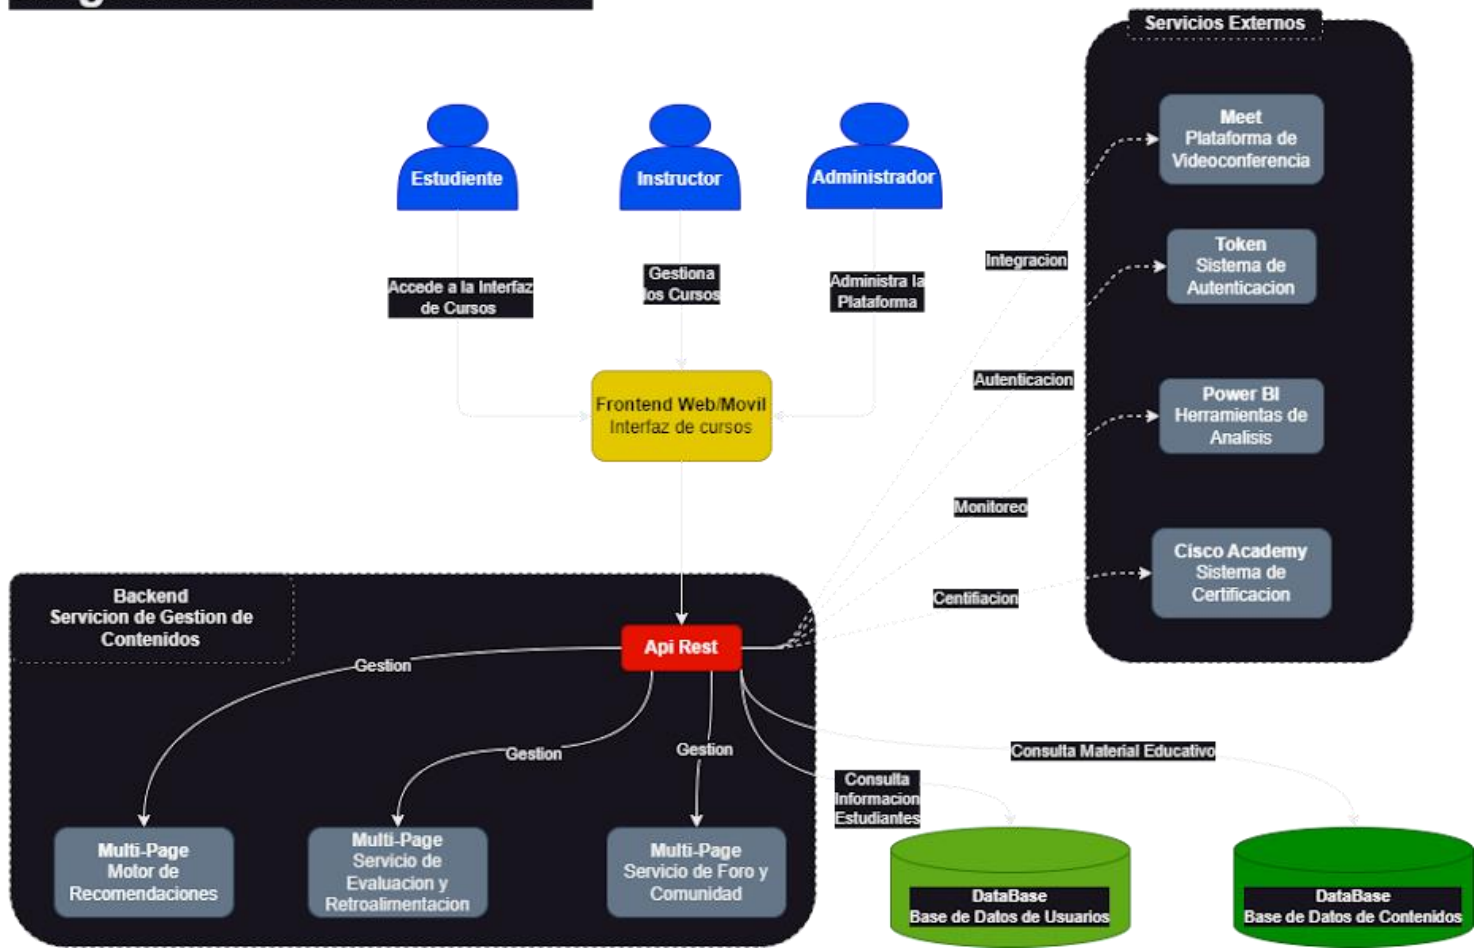 Servicios Externos
Meet
Plataforma de
Videoconferencia
Estudiente
Instructor
Administrador
Token
Sistema de
Autenticacion
Integracion
Accede a la Interfaz
de Cursos
Gestiona
los Cursos
Administra la
Plataforma
Autenticacion
Power BI
Herramientas de
Analisis
Frontend Web/Movil
Interfaz de cursos
Monitoreo
Cisco Academy
Sistema de
Certificacion
Centifiacion
Backend
Servicion de Gestion de
Contenidos
Api Rest
Gestion
Gestion
Gestion
Consulta Material Educativo
Consulta
Informacion
Estudiantes
Multi-Page
Motor de
Recomendaciones
Multi-Page
Servicio de
Evaluacion y
Retroalimentacion
Multi-Page
Servicio de Foro y
Comunidad
DataBase
Base de Datos de Usuarios
DataBase
Base de Datos de Contenidos